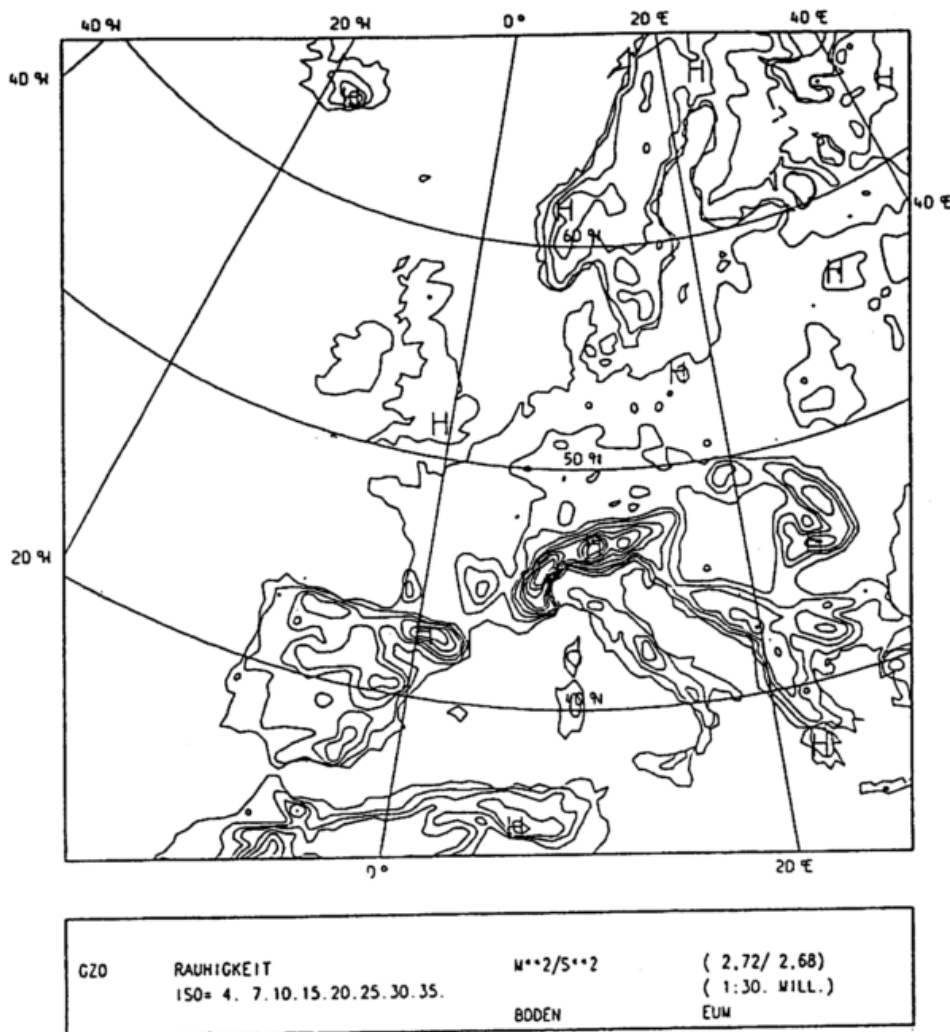 40 W 20 W 0° 20 E 40 E
40 W
40 E
H
H
H
60 N
H
H
H
50 N
20 W
H
40 N
H
0° 20 E
GZ0 RAUHIGKEIT M**2/S**2 ( 2.72/ 2.68)
ISO= 4. 7.10.15.20.25.30.35. ( 1:30. MILL.)
BODEN EUM